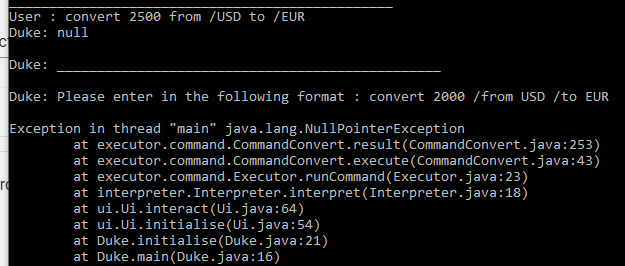 User : convert 2500 from /USD to /EUR
Duke: null
Duke: ________________________________________________
Duke: Please enter in the following format : convert 2000 /from USD /to EUR
Exception in thread "main" java.lang.NullPointerException
at executor.command.CommandConvert.result(CommandConvert.java:253)
at executor.command.CommandConvert.execute(CommandConvert.java:43)
at executor.command.Executor.runCommand(Executor.java:23)
at interpreter.Interpreter.interpret(Interpreter.java:18)
at ui.Ui.interact(Ui.java:64)
at ui.Ui.initialise(Ui.java:54)
at Duke.initialise(Duke.java:21)
at Duke.main(Duke.java:16)